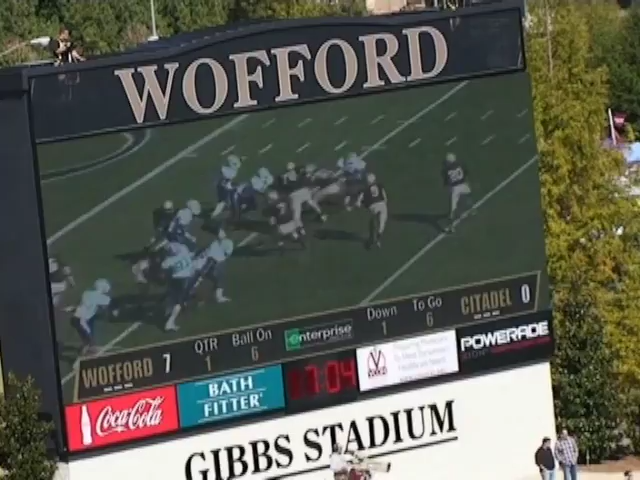 WOFFORD
WOFFORD 7 QTR 1 Ball On 6 enterprise Down 1 To Go 6 CITADEL 0
Coca-Cola BATH FITTER 7:04 POWERADE
GIBBS STADIUM